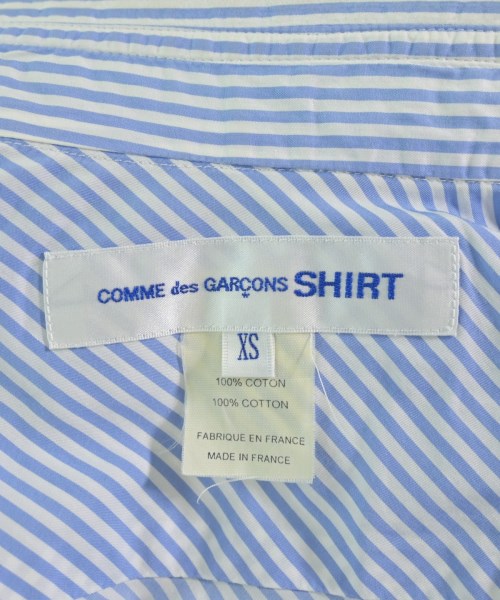 COMME des GARÇONS SHIRT
*
XS
100% COTON
100% COTTON
FABRIQUE EN FRANCE
MADE IN FRANCE